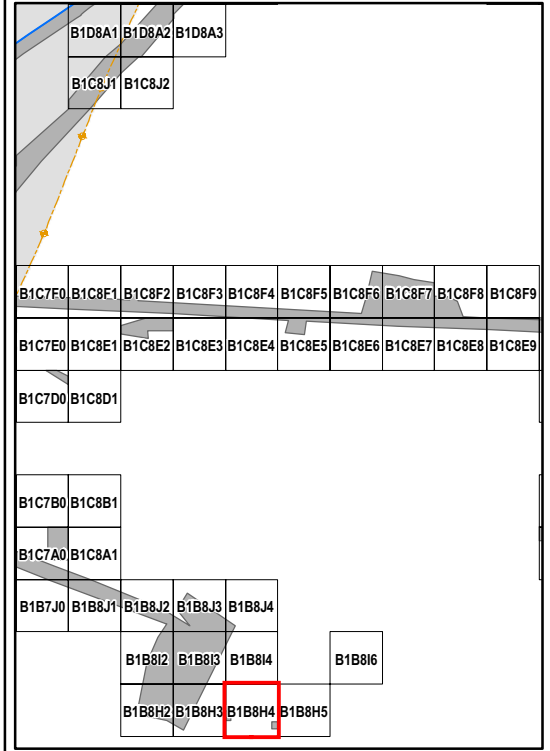 B1D8A1 B1D8A2 B1D8A3
B1C8J1 B1C8J2
B1C7F0 B1C8F1 B1C8F2 B1C8F3 B1C8F4 B1C8F5 B1C8F6 B1C8F7 B1C8F8 B1C8F9
B1C7E0 B1C8E1 B1C8E2 B1C8E3 B1C8E4 B1C8E5 B1C8E6 B1C8E7 B1C8E8 B1C8E9
B1C7D0 B1C8D1
B1C7B0 B1C8B1
B1C7A0 B1C8A1
B1B7J0 B1B8J1 B1B8J2 B1B8J3 B1B8J4
B1B8I2 B1B8I3 B1B8I4 B1B8I6
B1B8H2 B1B8H3 B1B8H4 B1B8H5